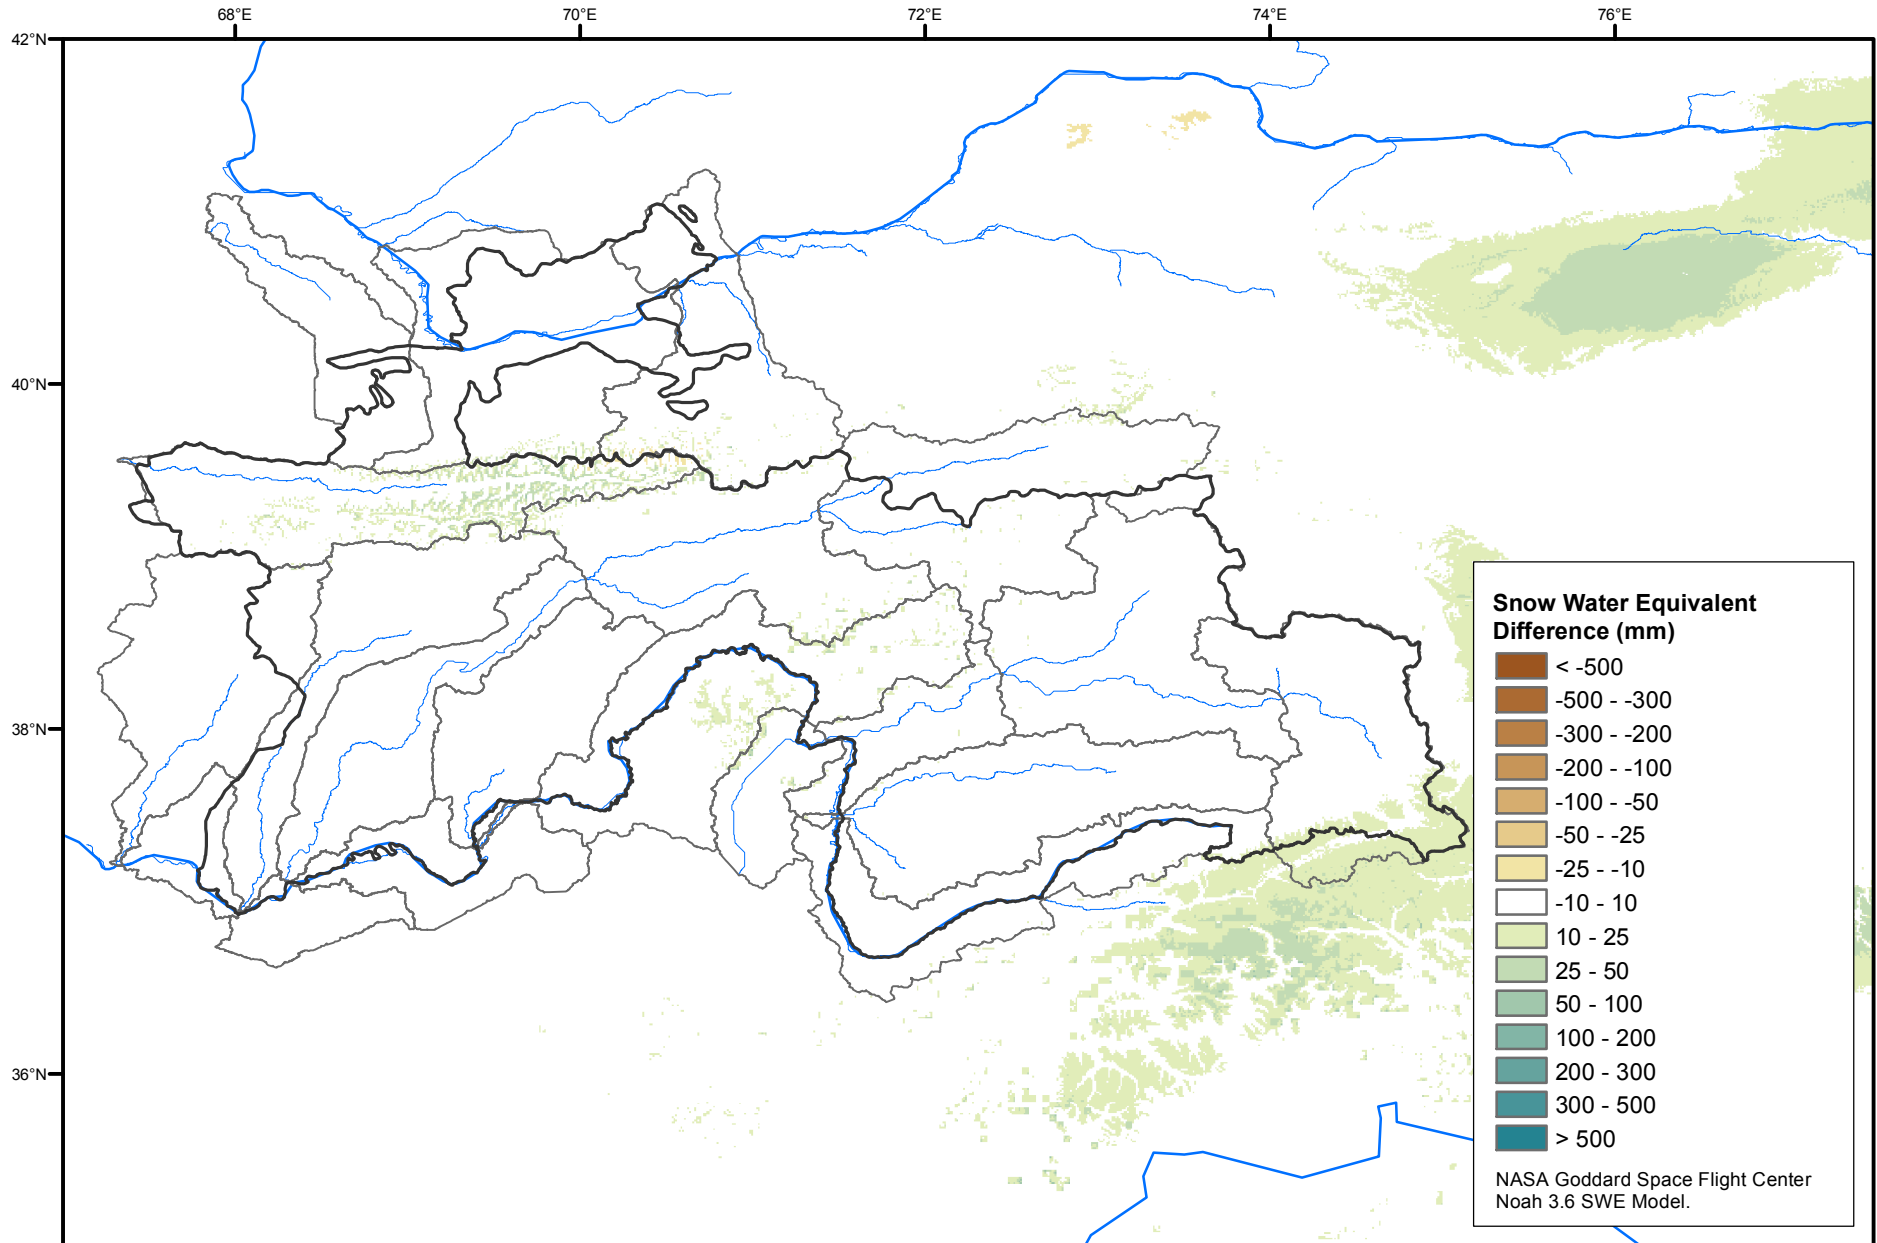 68°E 70°E 72°E 74°E 76°E
42°N
40°N
38°N
36°N
Snow Water Equivalent
Difference (mm)
< -500
-500 - -300
-300 - -200
-200 - -100
-100 - -50
-50 - -25
-25 - -10
-10 - 10
10 - 25
25 - 50
50 - 100
100 - 200
200 - 300
300 - 500
> 500
NASA Goddard Space Flight Center
Noah 3.6 SWE Model.